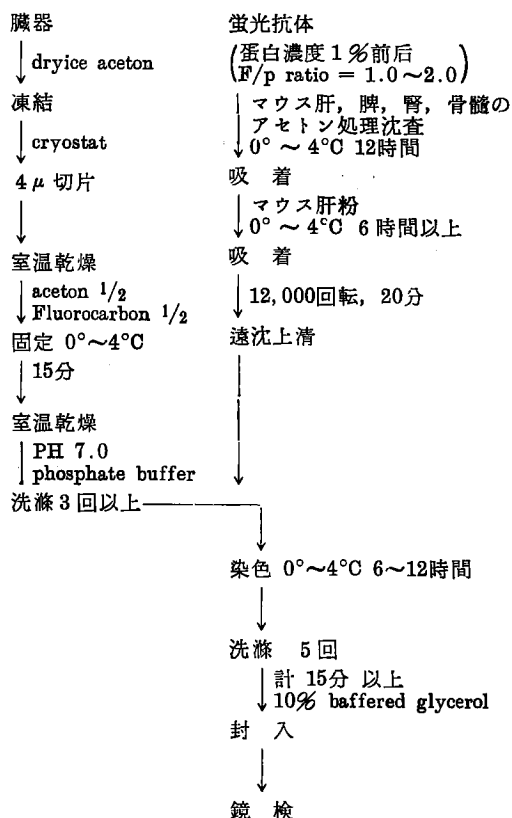 臓器
dryice aceton
凍結
cryostat
4μ 切片
室温乾燥
aceton 1/2
Fluorocarbon 1/2
固定 0°~4°C
15分
室温乾燥
PH 7.0
phosphate buffer
洗滌3回以上
蛍光抗体
(蛋白濃度1%前后
F/p ratio = 1.0~2.0)
マウス肝，脾，腎，骨髄の
アセトン処理沈査
0° ~ 4°C 12時間
吸 着
マウス肝粉
0° ~ 4°C 6時間以上
吸 着
12,000回転, 20分
遠沈上清
染色 0°~4°C 6~12時間
洗滌 5回
計 15分 以上
10% baffered glycerol
封 入
鏡 検